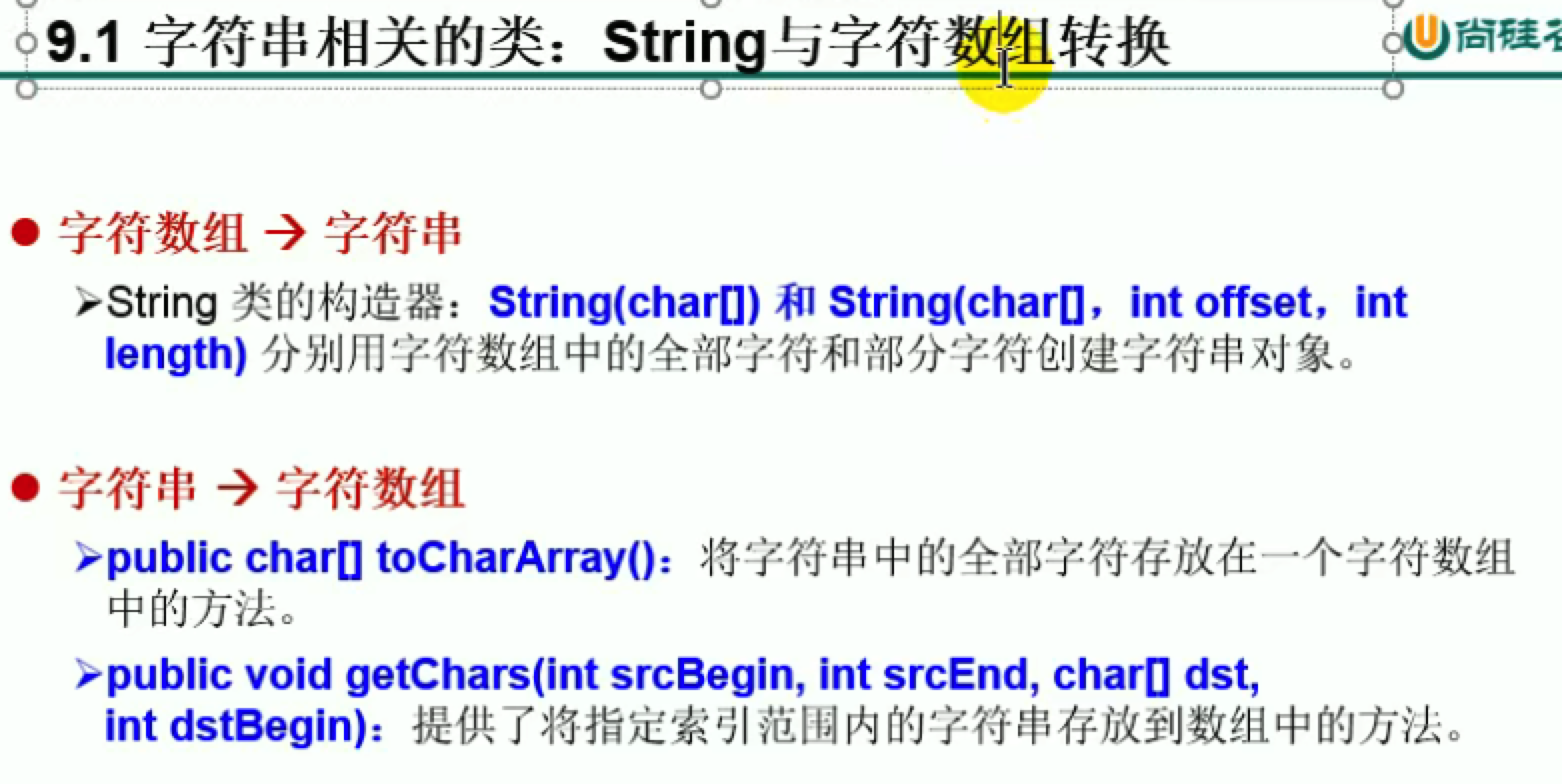 9.1 字符串相关的类：String与字符数组转换
尚硅谷
字符数组 → 字符串
String 类的构造器：String(char[]) 和 String(char[]，int offset，int
length) 分别用字符数组中的全部字符和部分字符创建字符串对象。
字符串 → 字符数组
public char[] toCharArray()：将字符串中的全部字符存放在一个字符数组
中的方法。
public void getChars(int srcBegin, int srcEnd, char[] dst,
int dstBegin)：提供了将指定索引范围内的字符串存放到数组中的方法。